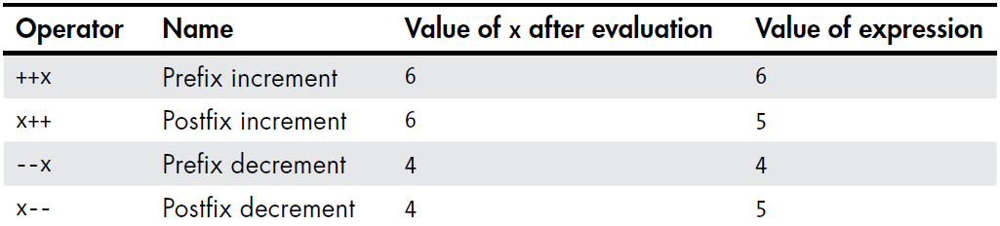 Operator Name Value of x after evaluation Value of expression
++x Prefix increment 6 6
x++ Postfix increment 6 5
--x Prefix decrement 4 4
x-- Postfix decrement 4 5